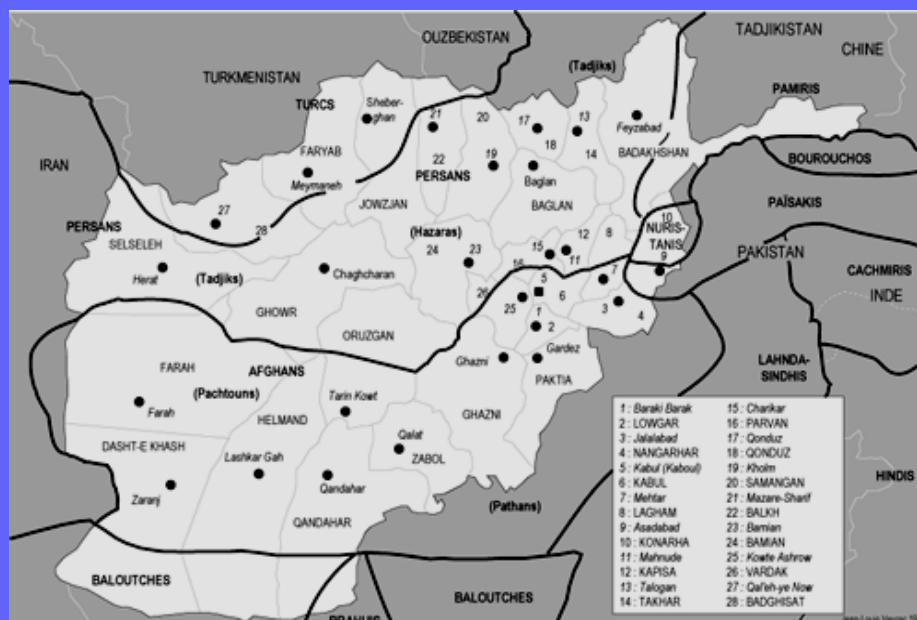 OUZBEKISTAN
TADJIKISTAN
CHINE
TURKMENISTAN
(Tadjiks)
PAMIRIS
TURCS
Sheber-
ghan
21
20
17
13
Feyzabad
18
14
BADAKHSHAN
IRAN
FARYAB
22
19
Baglan
BOUROUCHOS
Meymaneh
PERSANS
JOWZJAN
BAGLAN
PAÏSAKIS
PERSANS
27
28
(Hazaras)
10
NURIS-
TANIS
SELSELEH
24
23
15
12
8
16
11
9
PAKISTAN
Herat
(Tadjiks)
Chaghcharan
5
7
CACHMIRIS
26
25
6
3
4
INDE
GHOWR
1
2
ORUZGAN
Ghazni
Gardez
LAHNDA-
SINDHIS
FARAH
AFGHANS
PAKTIA
(Pachtouns)
Farah
HELMAND
Tarin Kowt
GHAZNI
DASHT-E KHASH
Qalat
ZABOL
Lashkar Gah
Qandahar
Zaranj
HINDIS
QANDAHAR
(Pathans)
BALOUTCHES
BALOUTCHES
1 : Baraki Barak
2 : LOWGAR
3 : Jalalabad
4 : NANGARHAR
5 : Kabul (Kaboul)
6 : KABUL
7 : Mehtar
8 : LAGHAM
9 : Asadabad
10 : KONARHA
11 : Mahnude
12 : KAPISA
13 : Talogan
14 : TAKHAR
15 : Charikar
16 : PARVAN
17 : Qonduz
18 : QONDUZ
19 : Kholm
20 : SAMANGAN
21 : Mazare-Sharif
22 : BALKH
23 : Bamian
24 : BAMIAN
25 : Kowte Ashrow
26 : VARDAK
27 : Qal'eh-ye Now
28 : BADGHISAT